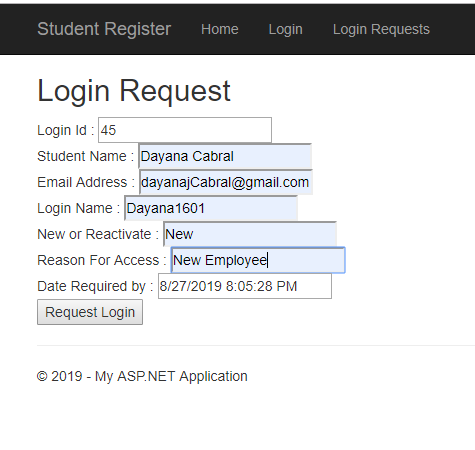 Student Register Home Login Login Requests
Login Request
Login Id : 45
Student Name : Dayana Cabral
Email Address : dayanajCabral@gmail.com
Login Name : Dayana1601
New or Reactivate : New
Reason For Access : New Employee
Date Required by : 8/27/2019 8:05:28 PM
Request Login
© 2019 - My ASP.NET Application